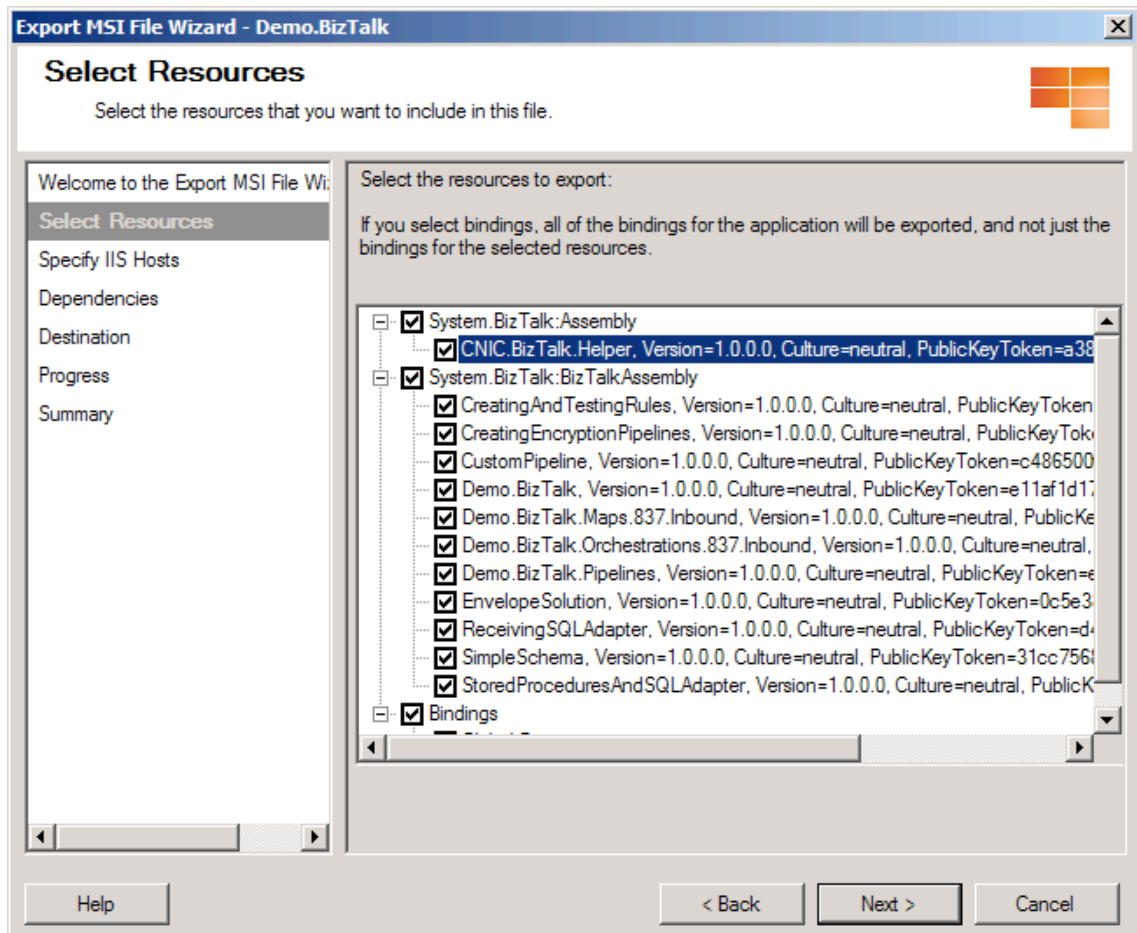 Export MSI File Wizard - Demo.BizTalk
Select Resources
Select the resources that you want to include in this file.
Welcome to the Export MSI File Wi
Select Resources
Specify IIS Hosts
Dependencies
Destination
Progress
Summary
Select the resources to export:
If you select bindings, all of the bindings for the application will be exported, and not just the
bindings for the selected resources.
System.BizTalk:Assembly
CNIC.BizTalk.Helper, Version=1.0.0.0, Culture=neutral, PublicKeyToken=a38
System.BizTalk:BizTalkAssembly
CreatingAndTestingRules, Version=1.0.0.0, Culture=neutral, PublicKeyToken
CreatingEncryptionPipelines, Version=1.0.0.0, Culture=neutral, PublicKeyTok
CustomPipeline, Version=1.0.0.0, Culture=neutral, PublicKeyToken=c486500
Demo.BizTalk, Version=1.0.0.0, Culture=neutral, PublicKeyToken=e11af1d17
Demo.BizTalk.Maps.837.Inbound, Version=1.0.0.0, Culture=neutral, PublicKe
Demo.BizTalk.Orchestrations.837.Inbound, Version=1.0.0.0, Culture=neutral,
Demo.BizTalk.Pipelines, Version=1.0.0.0, Culture=neutral, PublicKeyToken=e
EnvelopeSolution, Version=1.0.0.0, Culture=neutral, PublicKeyToken=0c5e3
ReceivingSQLAdapter, Version=1.0.0.0, Culture=neutral, PublicKeyToken=d
SimpleSchema, Version=1.0.0.0, Culture=neutral, PublicKeyToken=31cc756
StoredProceduresAndSQLAdapter, Version=1.0.0.0, Culture=neutral, PublicK
Bindings
Help
< Back
Next >
Cancel